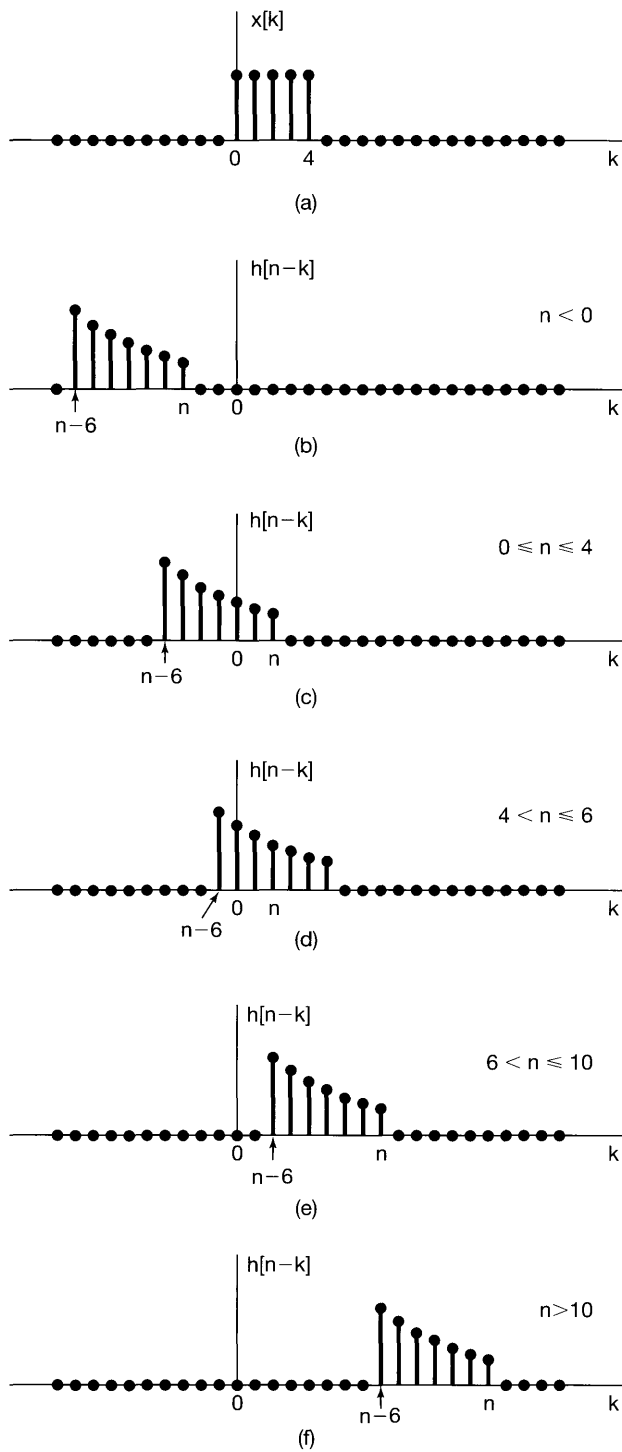 x[k]
0 4 k
(a)
h[n−k]
n < 0
n 0 k
n−6
(b)
h[n−k]
0 ⩽ n ⩽ 4
0 n k
n−6
(c)
h[n−k]
4 < n ⩽ 6
0 n k
n−6
(d)
h[n−k]
6 < n ⩽ 10
0 n k
n−6
(e)
h[n−k]
n>10
0 n−6 n k
(f)